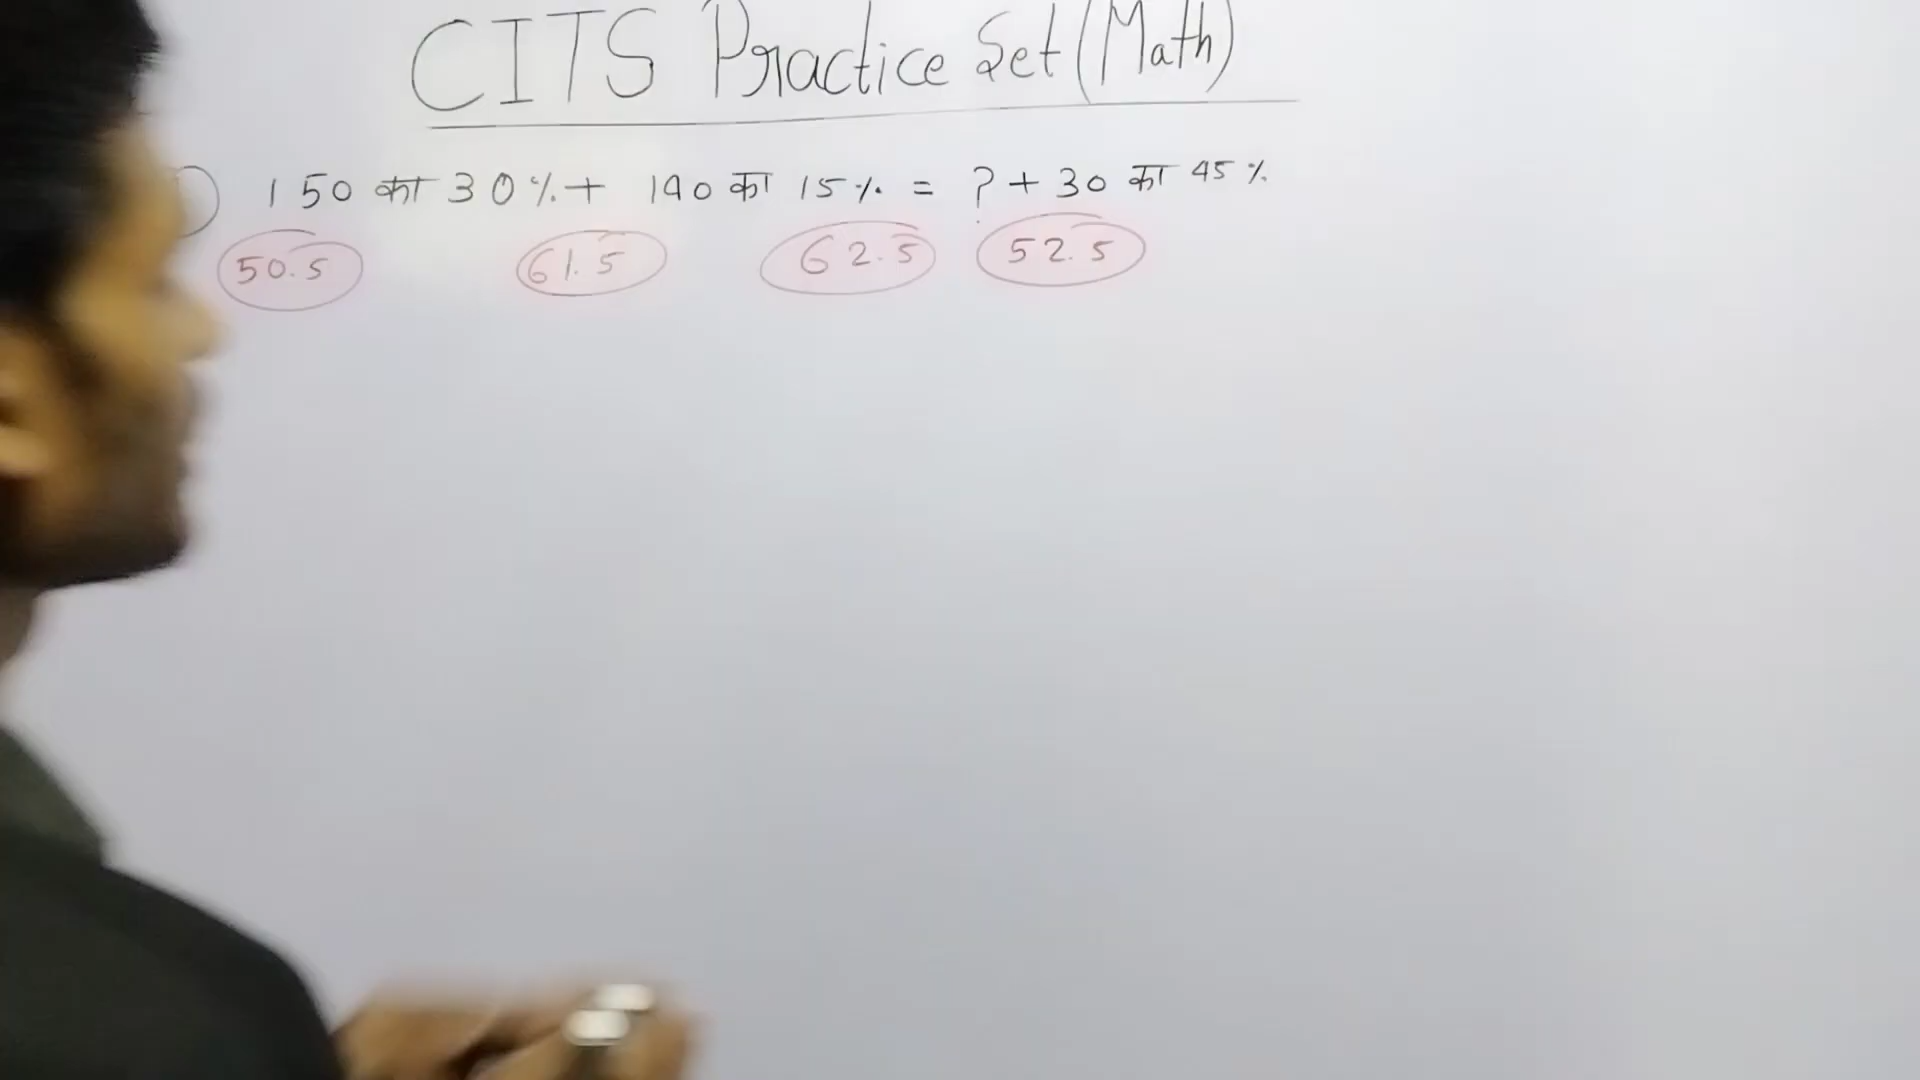 CITS Practice Set (Math)
150 का 30%+ 190 का 15% = ? + 30 का 45%
50.5 61.5 62.5 52.5